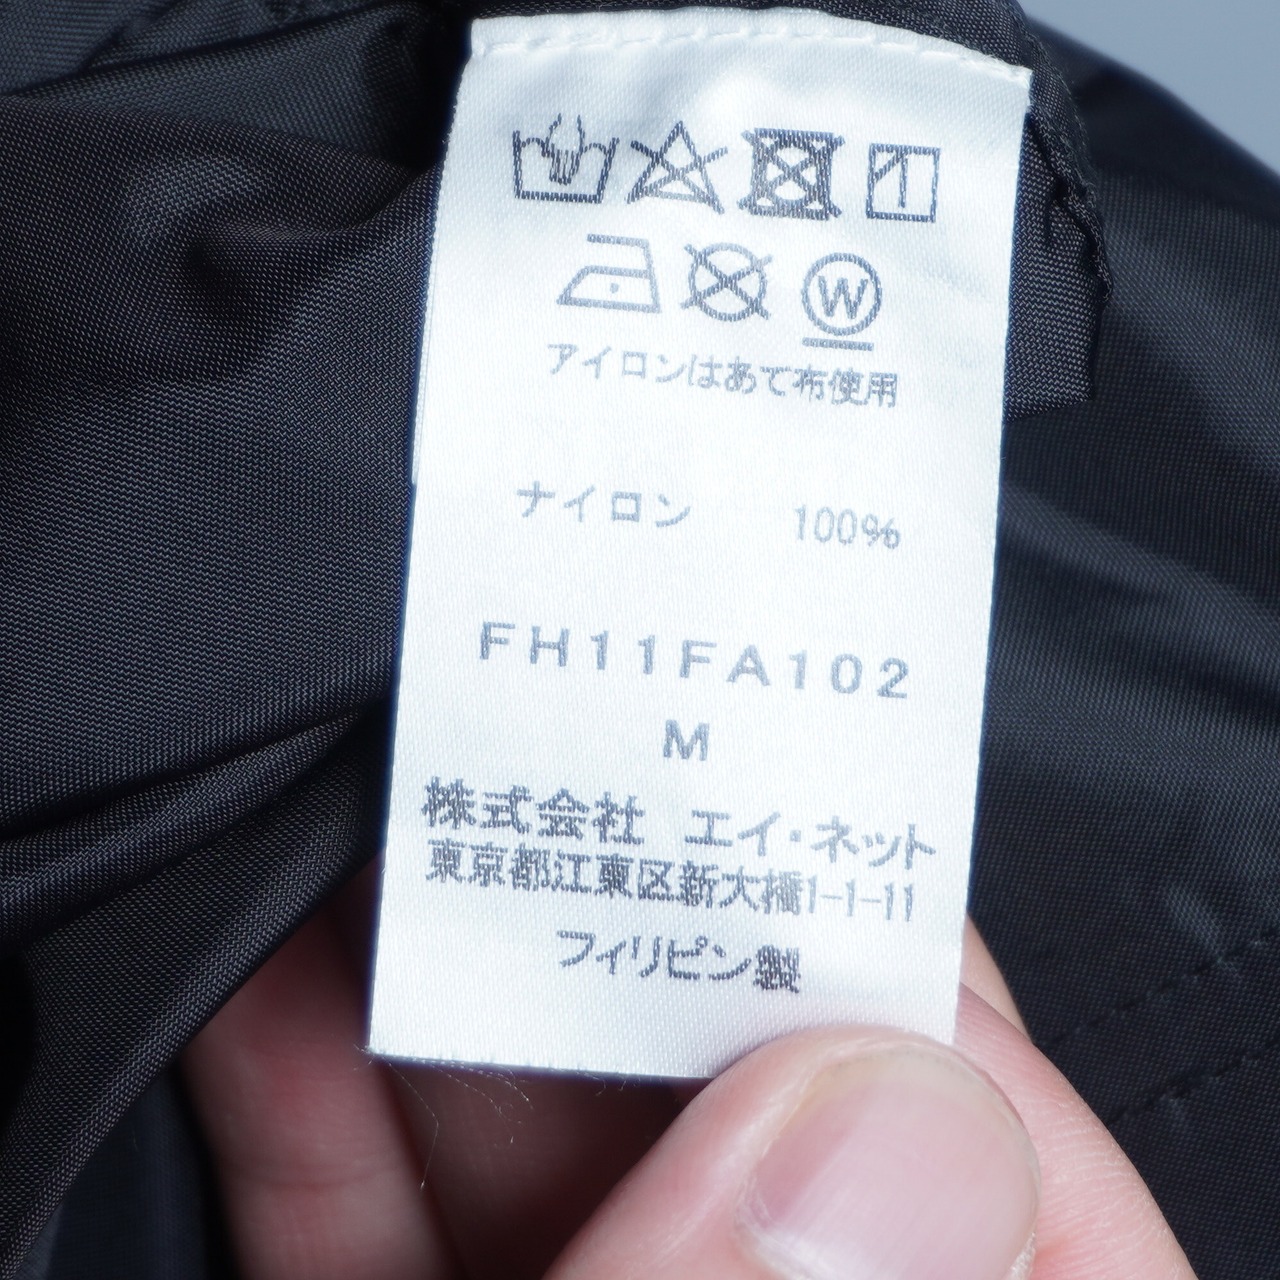 W
アイロンはあて布使用
ナイロン 100%
FH11FA102
M
株式会社 エイ・ネット
東京都江東区新大橋1-1-11
フィリピン製